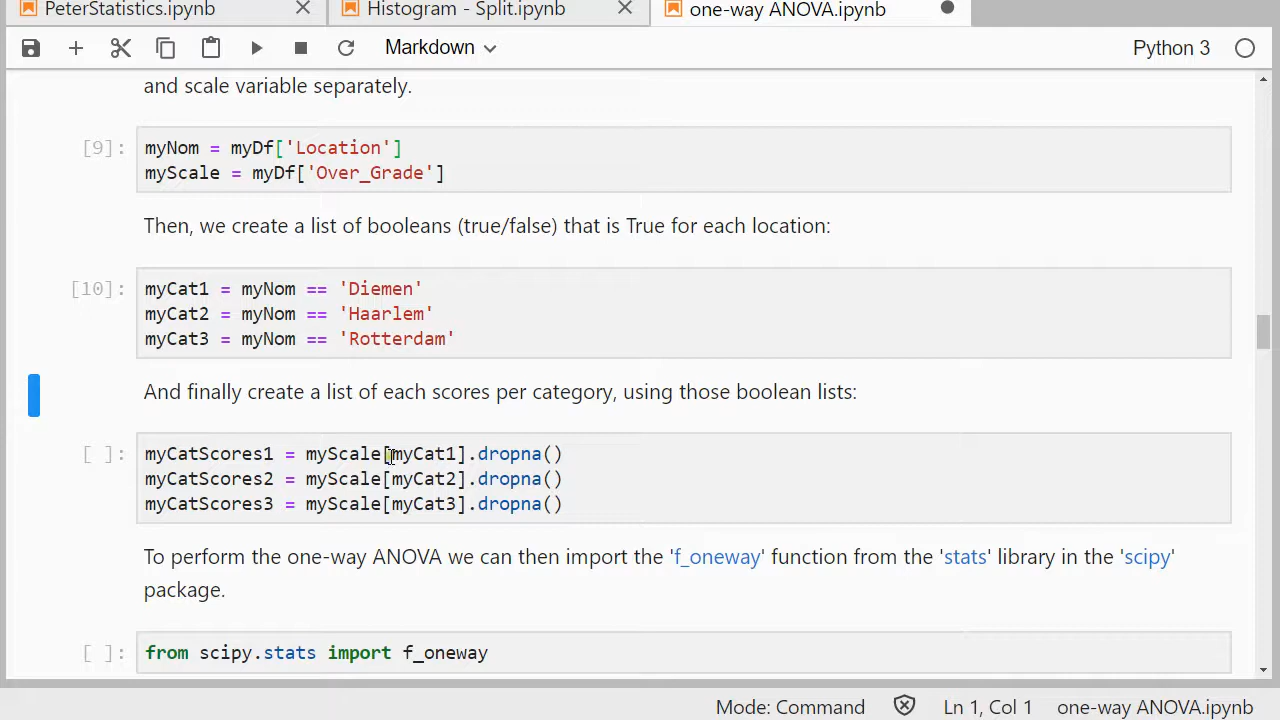 PeterStatistics.ipynb
Histogram - Split.ipynb
one-way ANOVA.ipynb
Markdown
Python 3
and scale variable separately.
[9]:
myNom = myDf['Location']
myScale = myDf['Over_Grade']
Then, we create a list of booleans (true/false) that is True for each location:
[10]:
myCat1 = myNom == 'Diemen'
myCat2 = myNom == 'Haarlem'
myCat3 = myNom == 'Rotterdam'
And finally create a list of each scores per category, using those boolean lists:
[ ]:
myCatScores1 = myScale[myCat1].dropna()
myCatScores2 = myScale[myCat2].dropna()
myCatScores3 = myScale[myCat3].dropna()
To perform the one-way ANOVA we can then import the 'f_oneway' function from the 'stats' library in the 'scipy'
package.
[ ]:
from scipy.stats import f_oneway
Mode: Command
Ln 1, Col 1
one-way ANOVA.ipynb